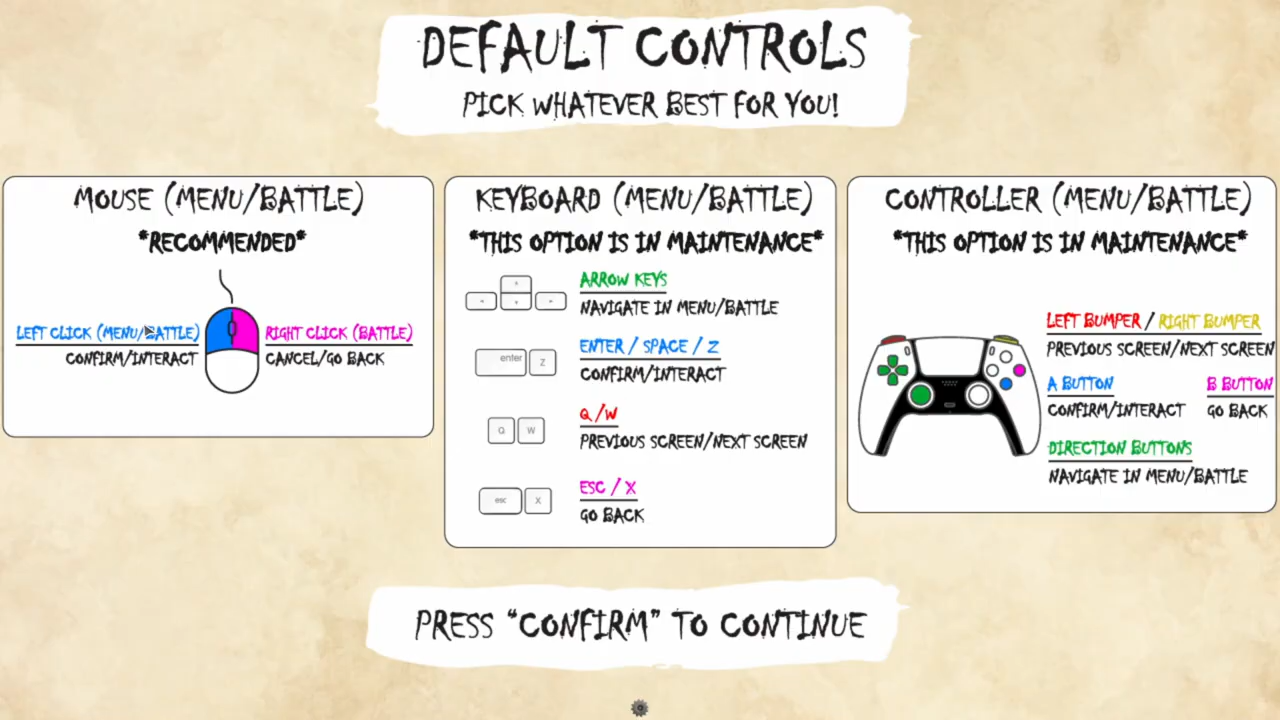 DEFAULT CONTROLS
PICK WHATEVER BEST FOR YOU!
MOUSE (MENU/BATTLE)
*RECOMMENDED*
LEFT CLICK (MENU/BATTLE)
CONFIRM/INTERACT
RIGHT CLICK (BATTLE)
CANCEL/GO BACK
KEYBOARD (MENU/BATTLE)
*THIS OPTION IS IN MAINTENANCE*
ARROW KEYS
NAVIGATE IN MENU/BATTLE
enter Z
ENTER / SPACE / Z
CONFIRM/INTERACT
Q W
Q /W
PREVIOUS SCREEN/NEXT SCREEN
esc X
ESC / X
GO BACK
CONTROLLER (MENU/BATTLE)
*THIS OPTION IS IN MAINTENANCE*
LEFT BUMPER / RIGHT BUMPER
PREVIOUS SCREEN/NEXT SCREEN
A BUTTON B BUTTON
CONFIRM/INTERACT GO BACK
DIRECTION BUTTONS
NAVIGATE IN MENU/BATTLE
PRESS "CONFIRM" TO CONTINUE